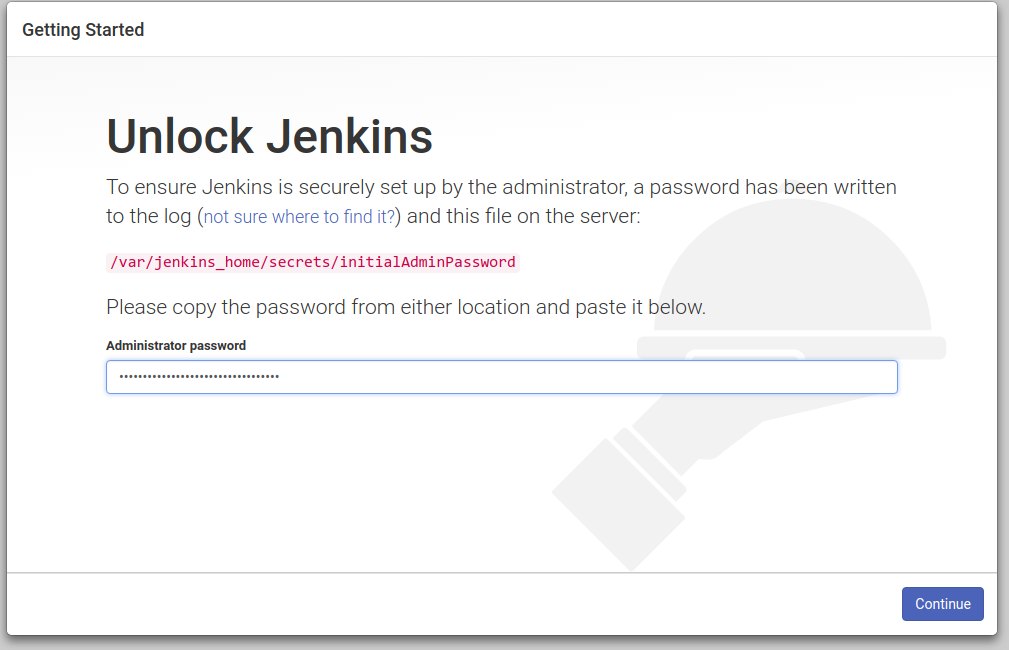 Getting Started
Unlock Jenkins
To ensure Jenkins is securely set up by the administrator, a password has been written
to the log (not sure where to find it?) and this file on the server:
/var/jenkins_home/secrets/initialAdminPassword
Please copy the password from either location and paste it below.
Administrator password
••••••••••••••••••••••••••••••••••
Continue